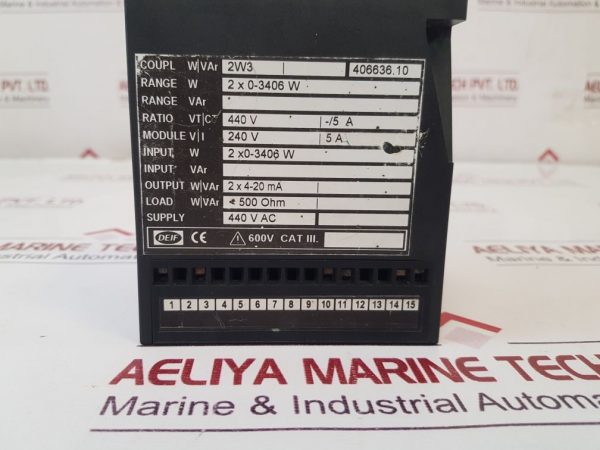 COUPL W|VAr 2W3 | 406636.10
RANGE W 2 x 0-3406 W
RANGE VAr
RATIO VT|CT 440 V -/5 A
MODULE V|I 240 V 5 A
INPUT W 2 x0-3406 W
INPUT VAr
OUTPUT W|VAr 2 x 4-20 mA
LOAD W|VAr < 500 Ohm
SUPPLY 440 V AC
DEIF CE 600V CAT III.
1 2 3 4 5 6 7 8 9 10 11 12 13 14 15
AELIYA MARINE TECH
Marine & Industrial Automa
PVT. LTD.
& Automation